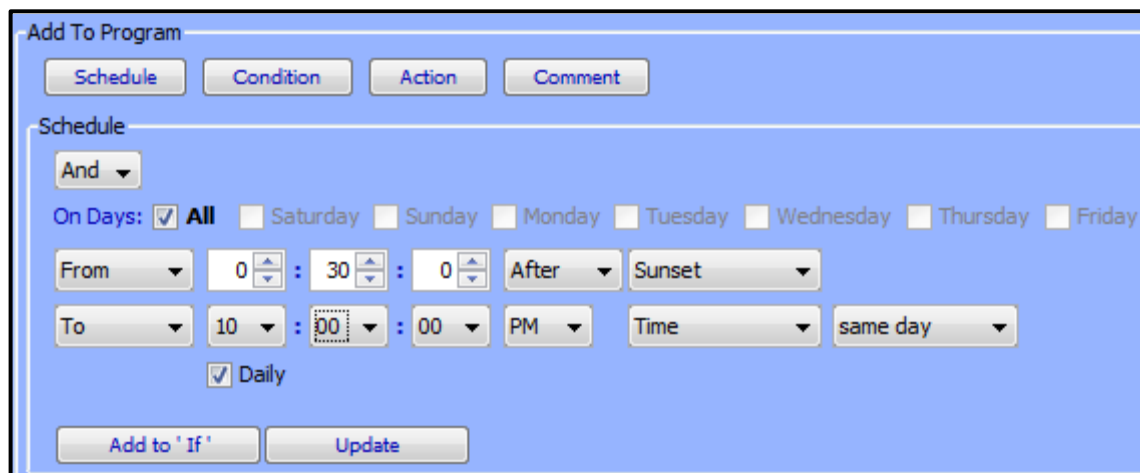 Add To Program
Schedule Condition Action Comment
Schedule
And
On Days: All Saturday Sunday Monday Tuesday Wednesday Thursday Friday
From 0 : 30 : 0 After Sunset
To 10 : 00 : 00 PM Time same day
Daily
Add to ' If ' Update